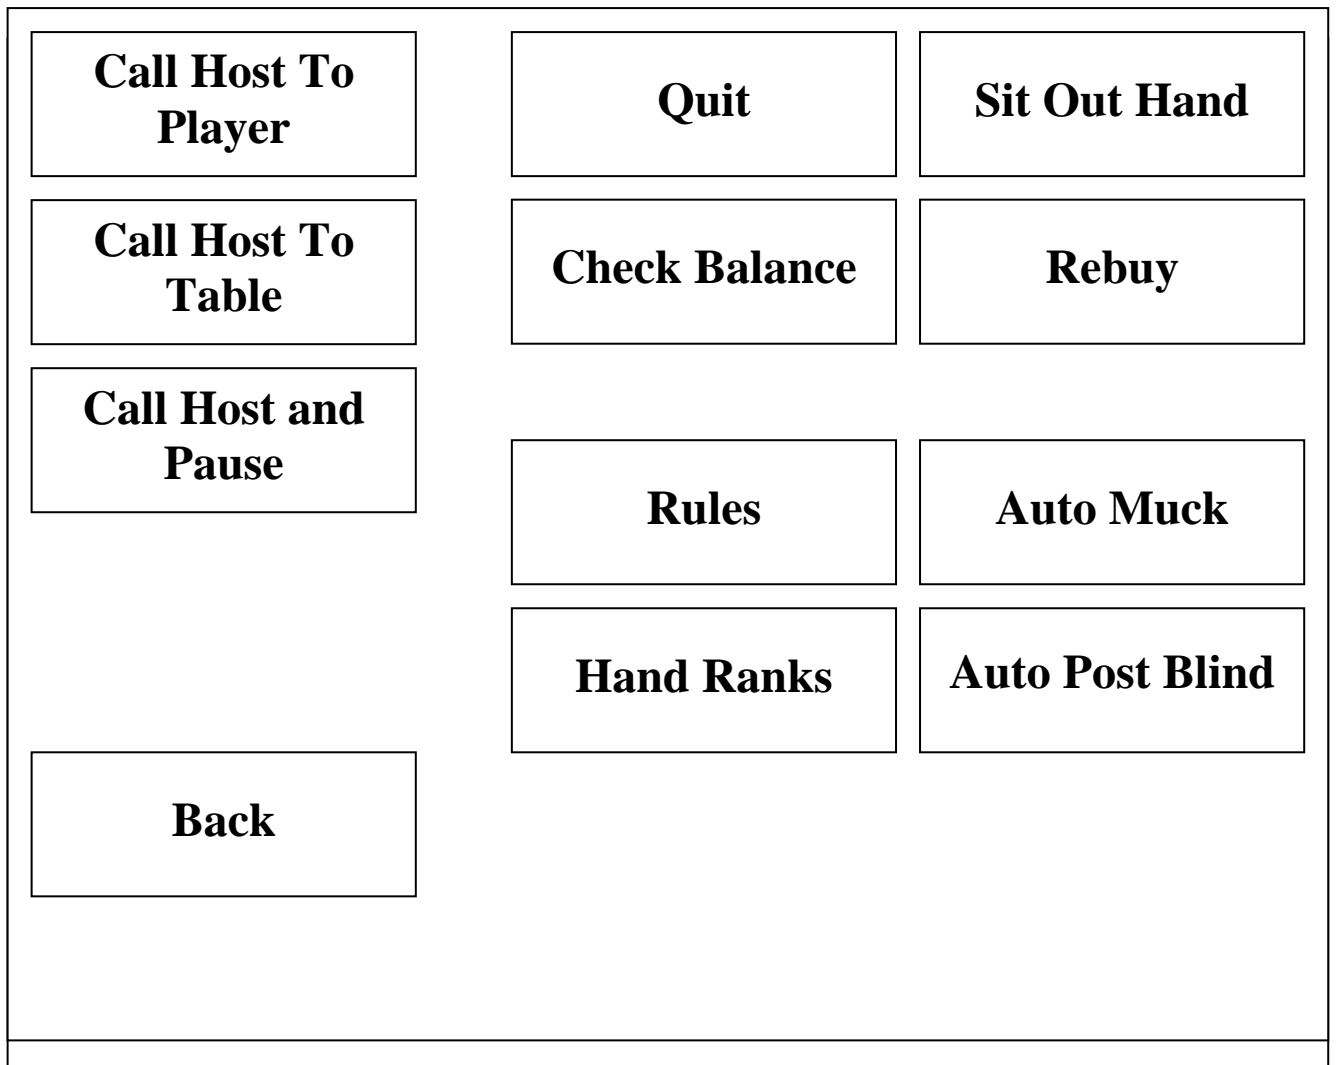 Call Host To
Player
Quit
Sit Out Hand
Call Host To
Table
Check Balance
Rebuy
Call Host and
Pause
Rules
Auto Muck
Hand Ranks
Auto Post Blind
Back